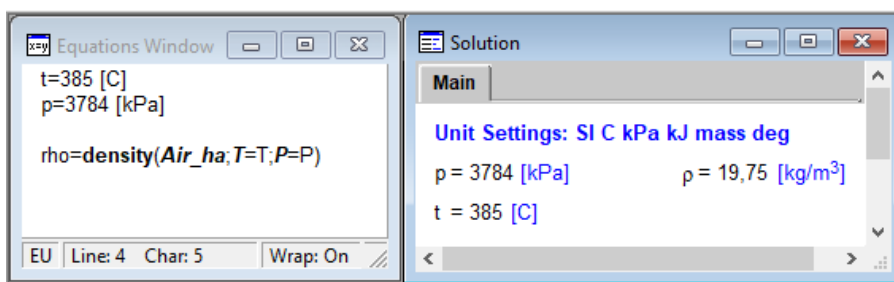 Equations Window
t=385 [C]
p=3784 [kPa]
rho=density(Air_ha;T=T;P=P)
EU Line: 4 Char: 5 Wrap: On
Solution
Main
Unit Settings: SI C kPa kJ mass deg
p = 3784 [kPa] ρ = 19,75 [kg/m³]
t = 385 [C]